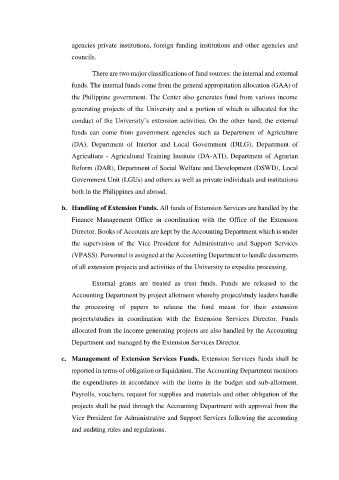 agencies private institutions, foreign funding institutions and other agencies and
councils.
There are two major classifications of fund sources: the internal and external
funds. The internal funds come from the general appropriation allocation (GAA) of
the Philippine government. The Center also generates fund from various income
generating projects of the University and a portion of which is allocated for the
conduct of the University's extension activities. On the other hand, the external
funds can come from government agencies such as Department of Agriculture
(DA), Department of Interior and Local Government (DILG), Department of
Agriculture - Agricultural Training Institute (DA-ATI), Department of Agrarian
Reform (DAR), Department of Social Welfare and Development (DSWD), Local
Government Unit (LGUs) and others as well as private individuals and institutions
both in the Philippines and abroad.
b. Handling of Extension Funds. All funds of Extension Services are handled by the
Finance Management Office in coordination with the Office of the Extension
Director. Books of Accounts are kept by the Accounting Department which is under
the supervision of the Vice President for Administrative and Support Services
(VPASS). Personnel is assigned at the Accounting Department to handle documents
of all extension projects and activities of the University to expedite processing.
External grants are treated as trust funds. Funds are released to the
Accounting Department by project allotment whereby project/study leaders handle
the processing of papers to release the fund meant for their extension
projects/studies in coordination with the Extension Services Director. Funds
allocated from the income generating projects are also handled by the Accounting
Department and managed by the Extension Services Director.
c. Management of Extension Services Funds. Extension Services funds shall be
reported in terms of obligation or liquidation. The Accounting Department monitors
the expenditures in accordance with the items in the budget and sub-allotment.
Payrolls, vouchers, request for supplies and materials and other obligation of the
projects shall be paid through the Accounting Department with approval from the
Vice President for Administrative and Support Services following the accounting
and auditing rules and regulations.